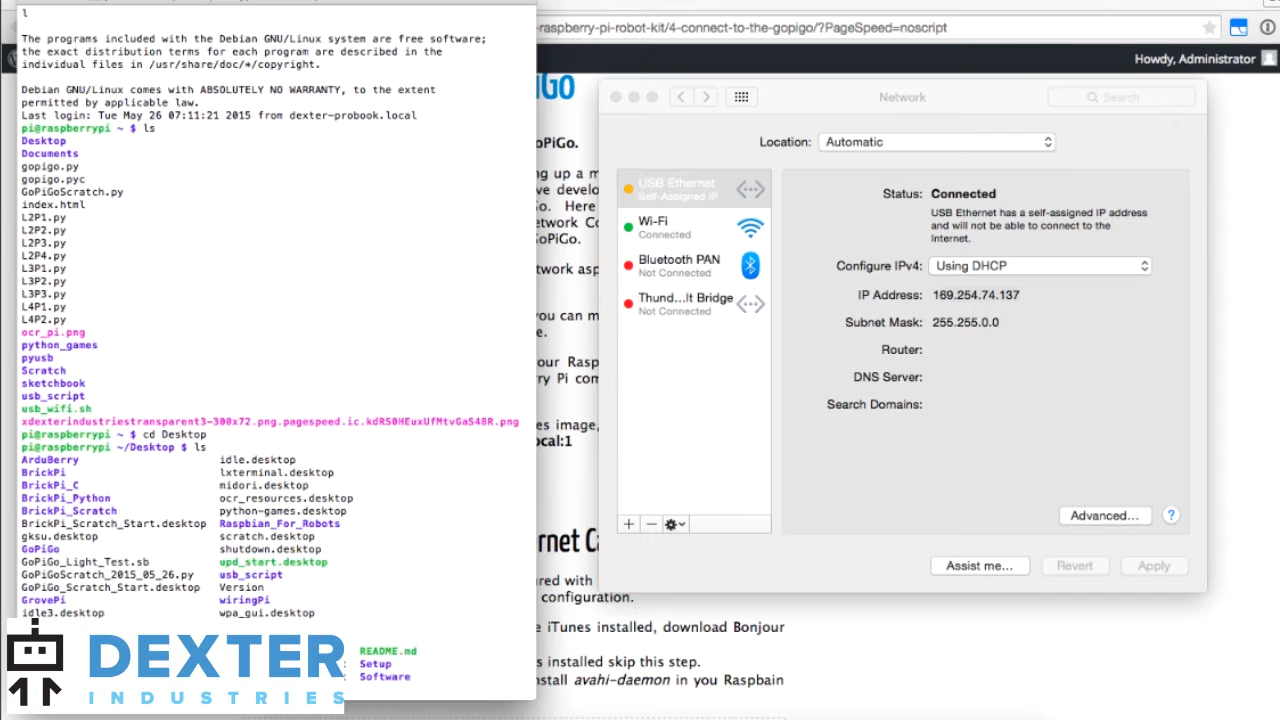 l
The programs included with the Debian GNU/Linux system are free software;
the exact distribution terms for each program are described in the
individual files in /usr/share/doc/*/copyright.
Debian GNU/Linux comes with ABSOLUTELY NO WARRANTY, to the extent
permitted by applicable law.
Last login: Tue May 26 07:11:21 2015 from dexter-probook.local
pi@raspberrypi ~ $ ls
Desktop
Documents
gopigo.py
gopigo.pyc
GoPiGoScratch.py
index.html
L2P1.py
L2P2.py
L2P3.py
L2P4.py
L3P1.py
L3P2.py
L3P3.py
L4P1.py
L4P2.py
ocr_pi.png
python_games
pyusb
Scratch
sketchbook
usb_script
usb_wifi.sh
xdexterindustriestransparent3-300x72.png.pagespeed.ic.kdRS0HEuxUfMtvGaS48R.png
pi@raspberrypi ~ $ cd Desktop
pi@raspberrypi ~/Desktop $ ls
ArduBerry idle.desktop
BrickPi lxterminal.desktop
BrickPi_C midori.desktop
BrickPi_Python ocr_resources.desktop
BrickPi_Scratch python-games.desktop
BrickPi_Scratch_Start.desktop Raspbian_For_Robots
gksu.desktop scratch.desktop
GoPiGo shutdown.desktop
GoPiGo_Light_Test.sb upd_start.desktop
GoPiGoScratch_2015_05_26.py usb_script
GoPiGo_Scratch_Start.desktop Version
GrovePi wiringPi
idle3.desktop wpa_gui.desktop
README.md
: Setup
: Software
DEXTER
INDUSTRIES
-raspberry-pi-robot-kit/4-connect-to-the-gopigo/?PageSpeed=noscript
Howdy, Administrator
iGo
oPiGo.
ng up a m
ve develo
Go. Here
etwork Co
GoPiGo.
twork asp
you can m
e.
our Rasp
rry Pi com
es image,
ocal:1
rnet Ca
ured with
configuration.
e iTunes installed, download Bonjour
s installed skip this step.
stall avahi-daemon in you Raspbain
Network
Search
Location: Automatic
USB Ethernet
Self-Assigned IP
Wi-Fi
Connected
Bluetooth PAN
Not Connected
Thund...lt Bridge
Not Connected
Status: Connected
USB Ethernet has a self-assigned IP address
and will not be able to connect to the
Internet.
Configure IPv4: Using DHCP
IP Address: 169.254.74.137
Subnet Mask: 255.255.0.0
Router:
DNS Server:
Search Domains:
Advanced... ?
Assist me... Revert Apply